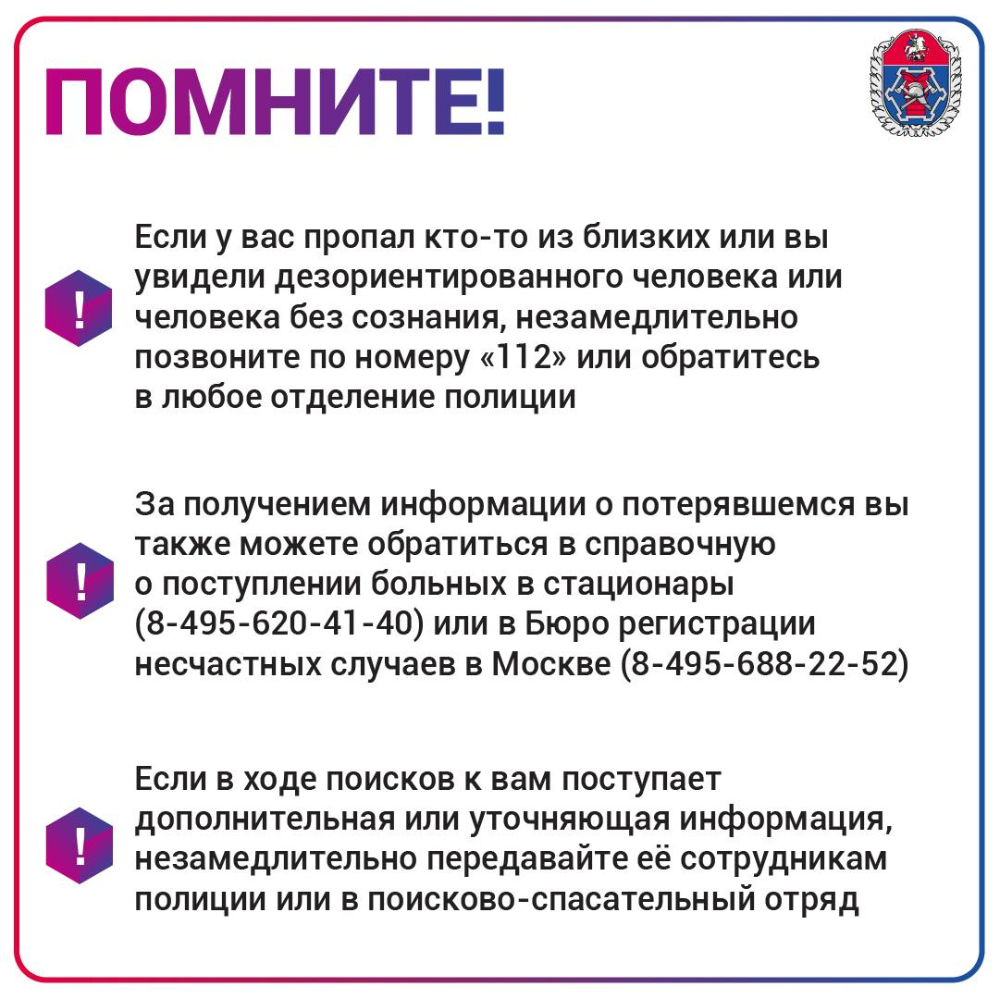 ПОМНИТЕ!
Если у вас пропал кто-то из близких или вы
увидели дезориентированного человека или
человека без сознания, незамедлительно
позвоните по номеру «112» или обратитесь
в любое отделение полиции
За получением информации о потерявшемся вы
также можете обратиться в справочную
о поступлении больных в стационары
(8-495-620-41-40) или в Бюро регистрации
несчастных случаев в Москве (8-495-688-22-52)
Если в ходе поисков к вам поступает
дополнительная или уточняющая информация,
незамедлительно передавайте её сотрудникам
полиции или в поисково-спасательный отряд